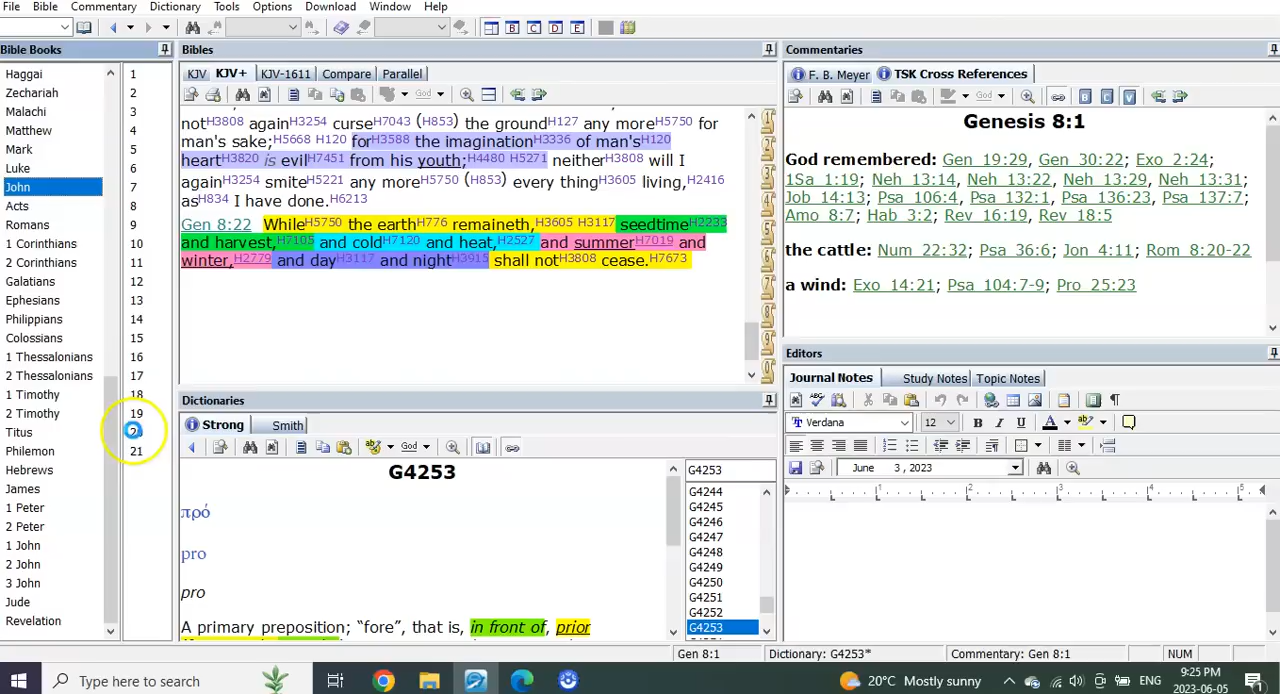 File Bible Commentary Dictionary Tools Options Download Window Help
B C D E
Bible Books
Haggai
Zechariah
Malachi
Matthew
Mark
Luke
John
Acts
Romans
1 Corinthians
2 Corinthians
Galatians
Ephesians
Philippians
Colossians
1 Thessalonians
2 Thessalonians
1 Timothy
2 Timothy
Titus
Philemon
Hebrews
James
1 Peter
2 Peter
1 John
2 John
3 John
Jude
Revelation
1
2
3
4
5
6
7
8
9
10
11
12
13
14
15
16
17
18
19
21
Bibles
KJV KJV+ KJV-1611 Compare Parallel
God
notH3808 againH3254 curseH7043 (H853) the groundH127 any moreH5750 for
man's sake;H5668 H120 forH3588 the imaginationH3336 of man'sH120
heartH3820 is evilH7451 from his youth;H4480 H5271 neitherH3808 will I
againH3254 smiteH5221 any moreH5750 (H853) every thingH3605 living,H2416
asH834 I have done.H6213
Gen 8:22 WhileH5750 the earthH776 remaineth,H3605 H3117 seedtimeH2233
and harvest,H7105 and coldH7120 and heat,H2527 and summerH7019 and
winter,H2779 and dayH3117 and nightH3915 shall notH3808 cease.H7673
Dictionaries
Strong Smith
God
G4253
πρό
pro
pro
A primary preposition; “fore”, that is, in front of, prior
G4253
G4244
G4245
G4246
G4247
G4248
G4249
G4250
G4251
G4252
G4253
Commentaries
F. B. Meyer TSK Cross References
God B C V
Genesis 8:1
God remembered: Gen 19:29, Gen 30:22; Exo 2:24;
1Sa 1:19; Neh 13:14, Neh 13:22, Neh 13:29, Neh 13:31;
Job 14:13; Psa 106:4, Psa 132:1, Psa 136:23, Psa 137:7;
Amo 8:7; Hab 3:2; Rev 16:19, Rev 18:5
the cattle: Num 22:32; Psa 36:6; Jon 4:11; Rom 8:20-22
a wind: Exo 14:21; Psa 104:7-9; Pro 25:23
Editors
Journal Notes Study Notes Topic Notes
Verdana 12 B I U A
June 3, 2023
1 2 3 4 5
Gen 8:1 Dictionary: G4253* Commentary: Gen 8:1 NUM
Type here to search
20°C Mostly sunny
ENG
9:25 PM
2023-06-05
1